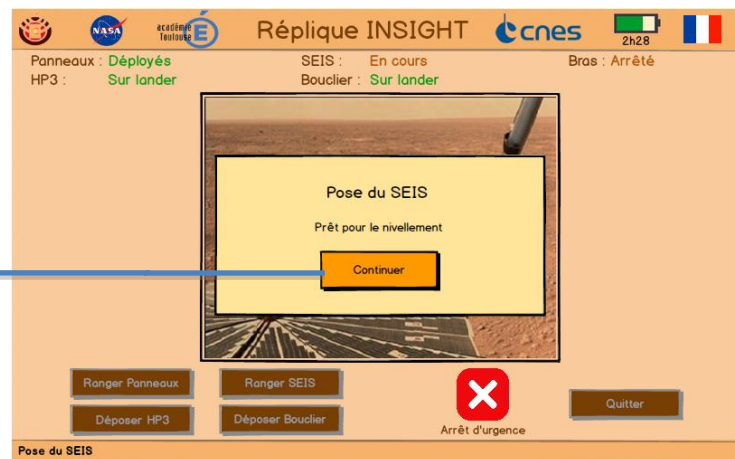 NASA académie Toulouse É Réplique INSIGHT cnes 2h28
Panneaux : Déployés SEIS : En cours Bras : Arrêté
HP3 : Sur lander Bouclier : Sur lander
Pose du SEIS
Prêt pour le nivellement
Continuer
Ranger Panneaux Ranger SEIS
Déposer HP3 Déposer Bouclier Quitter
Arrêt d'urgence
Pose du SEIS